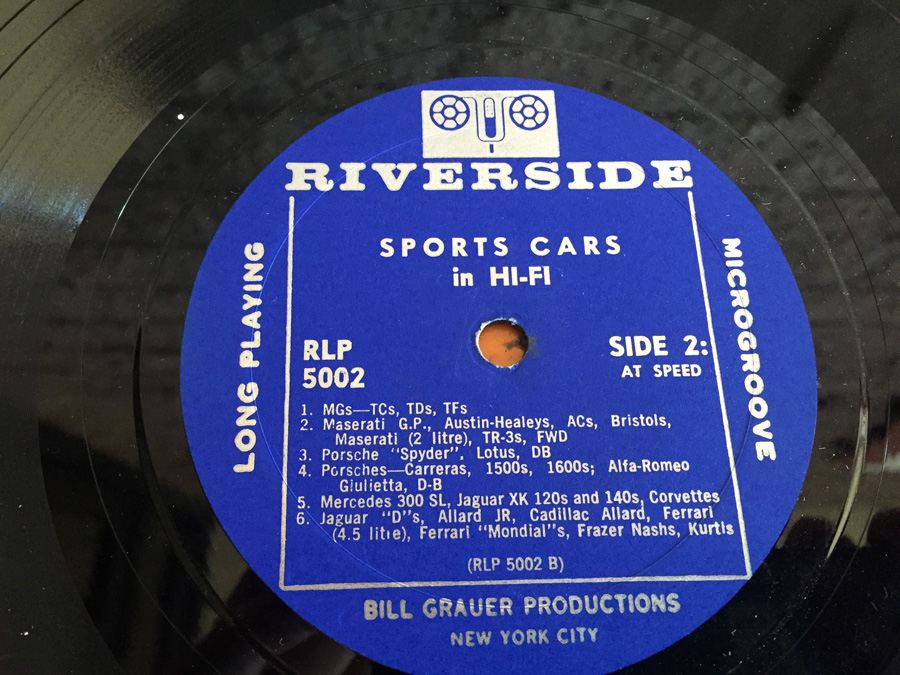 RIVERSIDE
SPORTS CARS
in HI-FI
LONG PLAYING
MICROGROOVE
RLP
5002
SIDE 2:
AT SPEED
1. MGs—TCs, TDs, TFs
2. Maserati G.P., Austin-Healeys, ACs, Bristols,
Maserati (2 litre), TR-3s, FWD
3. Porsche "Spyder", Lotus, DB
4. Porsches—Carreras, 1500s, 1600s; Alfa-Romeo
Giulietta, D-B
5. Mercedes 300 SL, Jaguar XK 120s and 140s, Corvettes
6. Jaguar "D"s, Allard JR, Cadillac Allard, Ferrari
(4.5 litre), Ferrari "Mondial"s, Frazer Nashs, Kurtis
(RLP 5002 B)
BILL GRAUER PRODUCTIONS
NEW YORK CITY